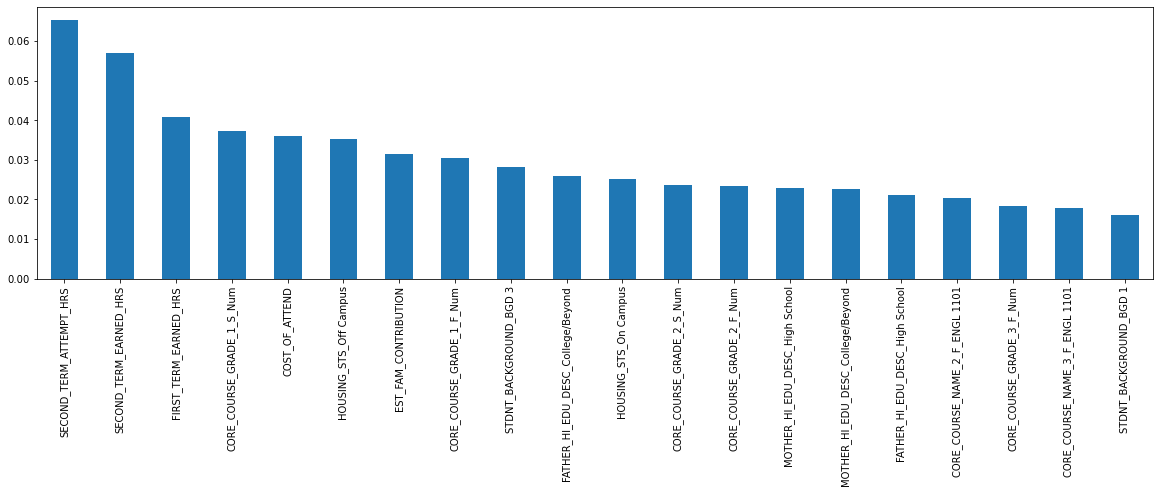 0.06
0.05
0.04
0.03
0.02
0.01
0.00
SECOND_TERM_ATTEMPT_HRS
SECOND_TERM_EARNED_HRS
FIRST_TERM_EARNED_HRS
CORE_COURSE_GRADE_1_S_Num
COST_OF_ATTEND
HOUSING_STS_Off Campus
EST_FAM_CONTRIBUTION
CORE_COURSE_GRADE_1_F_Num
STDNT_BACKGROUND_BGD 3
FATHER_HI_EDU_DESC_College/Beyond
HOUSING_STS_On Campus
CORE_COURSE_GRADE_2_S_Num
CORE_COURSE_GRADE_2_F_Num
MOTHER_HI_EDU_DESC_High School
MOTHER_HI_EDU_DESC_College/Beyond
FATHER_HI_EDU_DESC_High School
CORE_COURSE_NAME_2_F_ENGL 1101
CORE_COURSE_GRADE_3_F_Num
CORE_COURSE_NAME_3_F_ENGL 1101
STDNT_BACKGROUND_BGD 1